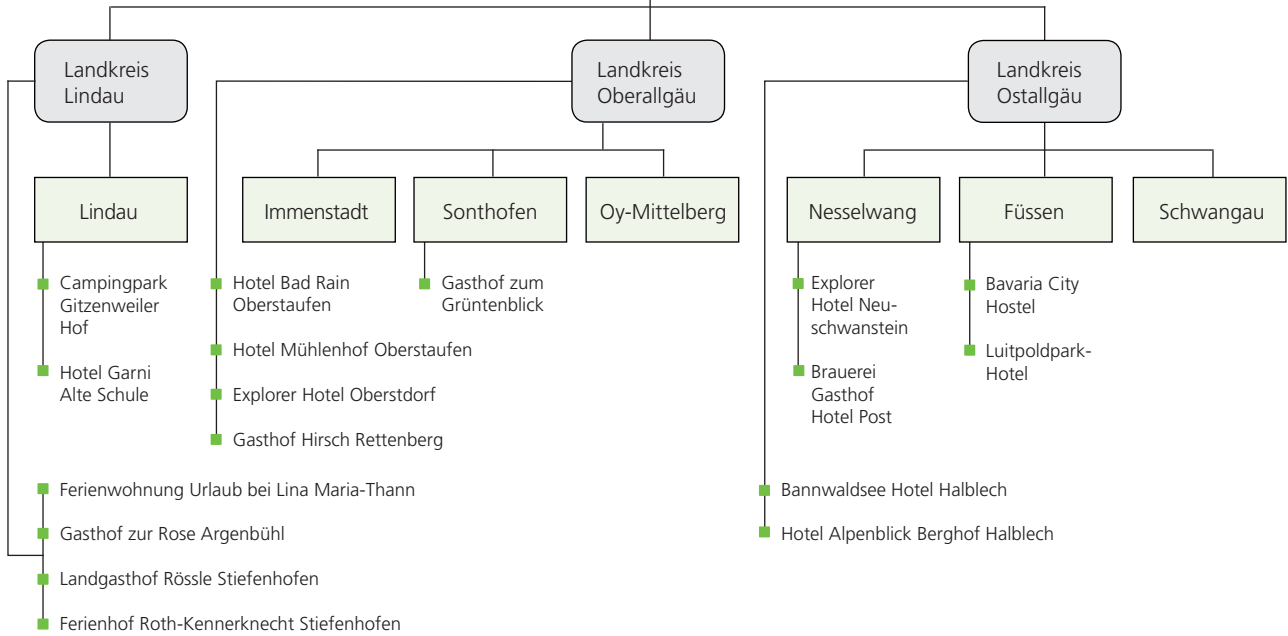 Landkreis
Lindau
Landkreis
Oberallgäu
Landkreis
Ostallgäu
Lindau
Immenstadt
Sonthofen
Oy-Mittelberg
Nesselwang
Füssen
Schwangau
Campingpark
Gitzenweiler
Hof
Hotel Garni
Alte Schule
Hotel Bad Rain
Oberstaufen
Hotel Mühlenhof Oberstaufen
Explorer Hotel Oberstdorf
Gasthof Hirsch Rettenberg
Gasthof zum
Grüntenblick
Explorer
Hotel Neu-
schwanstein
Brauerei
Gasthof
Hotel Post
Bavaria City
Hostel
Luitpoldpark-
Hotel
Ferienwohnung Urlaub bei Lina Maria-Thann
Gasthof zur Rose Argenbühl
Landgasthof Rössle Stiefenhofen
Ferienhof Roth-Kennerknecht Stiefenhofen
Bannwaldsee Hotel Halblech
Hotel Alpenblick Berghof Halblech